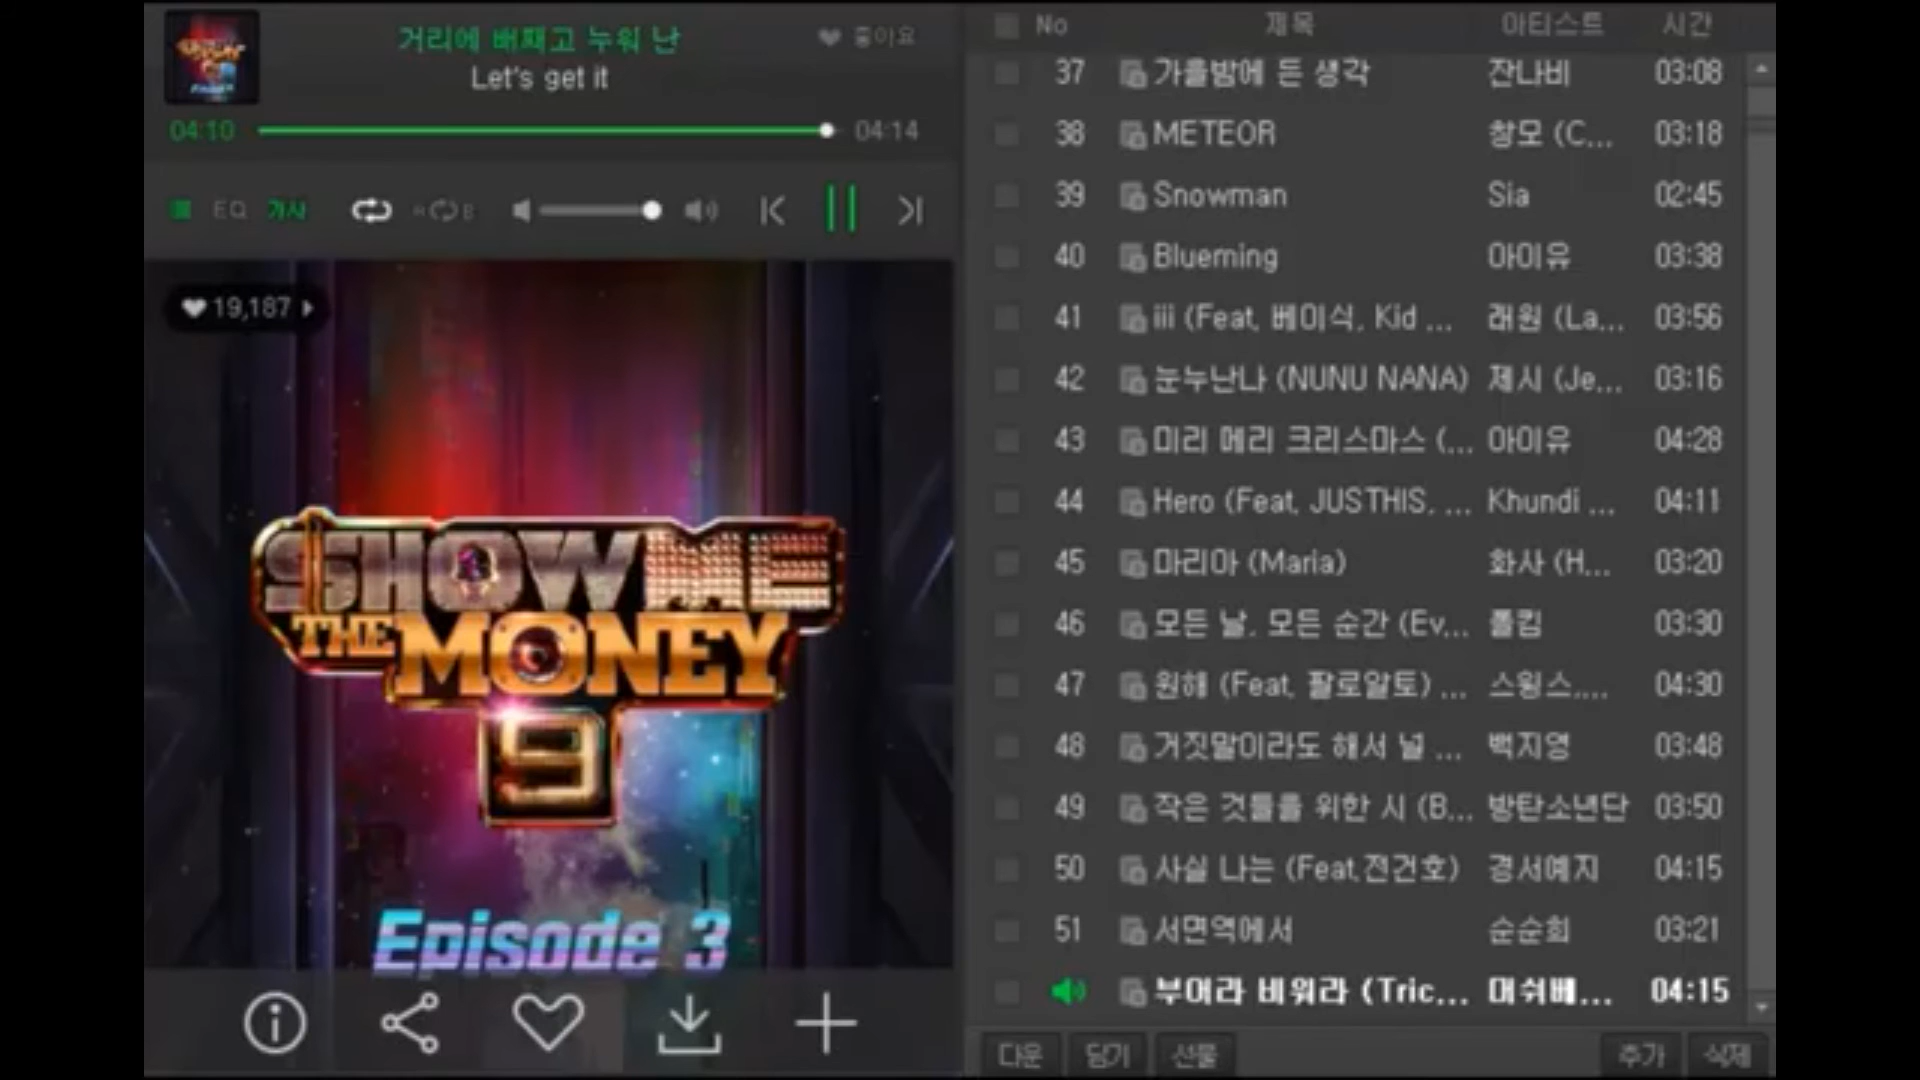 거리에 배째고 누워 난
좋아요
Let's get it
04:10
04:14
EQ 가사
A B
19,187
SHOW ME
THE MONEY
9
Episode 3
No 제목 아티스트 시간
37 가을밤에 든 생각 잔나비 03:08
38 METEOR 창모 (C... 03:18
39 Snowman Sia 02:45
40 Blueming 아이유 03:38
41 iii (Feat. 베이식, Kid ... 래원 (La... 03:56
42 눈누난나 (NUNU NANA) 제시 (Je... 03:16
43 미리 메리 크리스마스 (... 아이유 04:28
44 Hero (Feat. JUSTHIS, ... Khundi ... 04:11
45 마리아 (Maria) 화사 (H... 03:20
46 모든 날, 모든 순간 (Ev... 폴킴 03:30
47 원해 (Feat. 팔로알토) ... 스윙스,... 04:30
48 거짓말이라도 해서 널 ... 백지영 03:48
49 작은 것들을 위한 시 (B... 방탄소년단 03:50
50 사실 나는 (Feat.전건호) 경서예지 04:15
51 서면역에서 순순희 03:21
부어라 비워라 (Tric... 머쉬베... 04:15
다운 담기 선물 추가 삭제